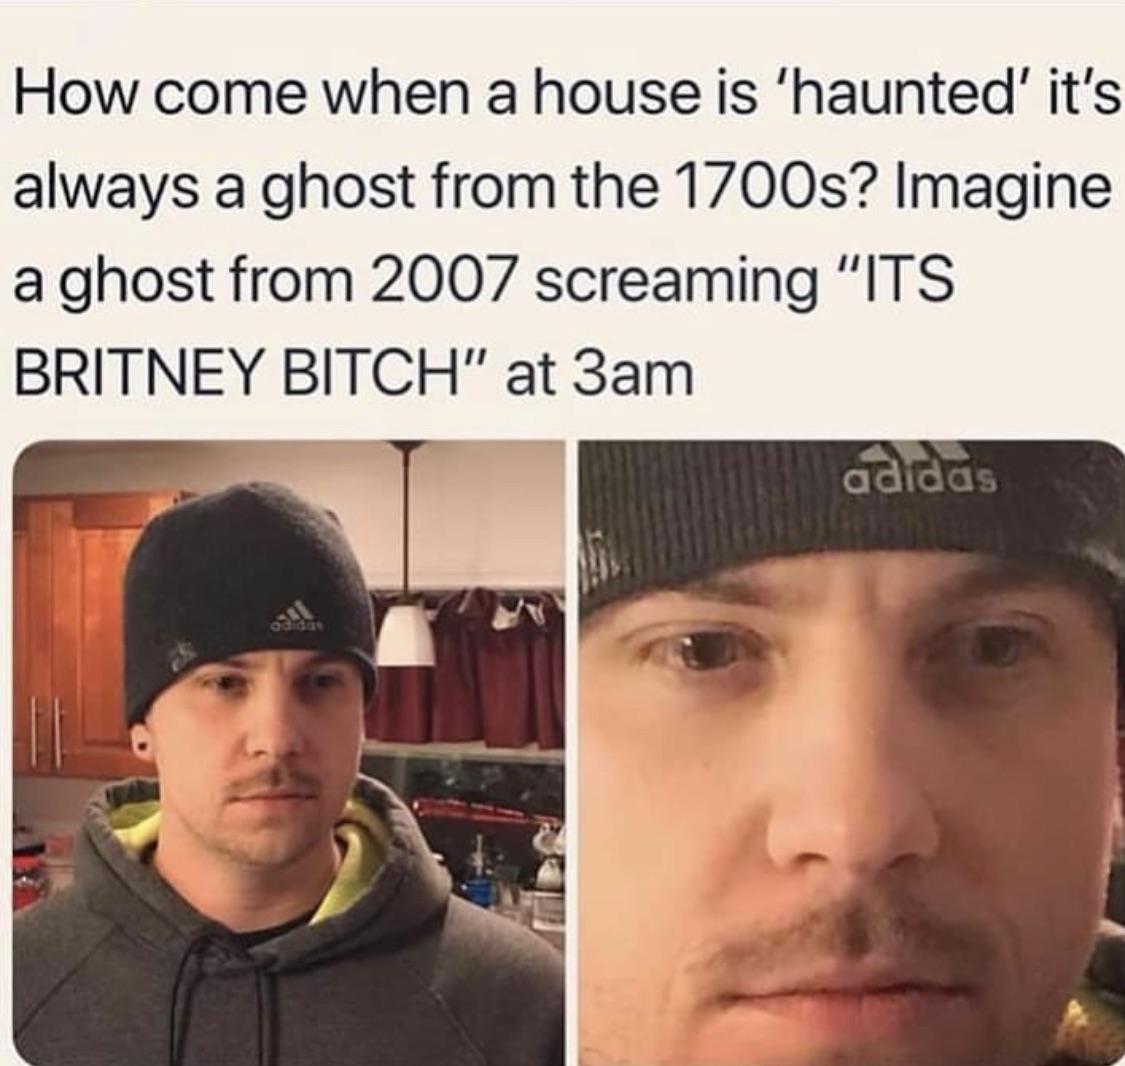 How come when a house is ‘haunted’ it’s
always a ghost from the 1700s? Imagine
a ghost from 2007 screaming “ITS
BRITNEY BITCH” at 3am
adidas
adidas